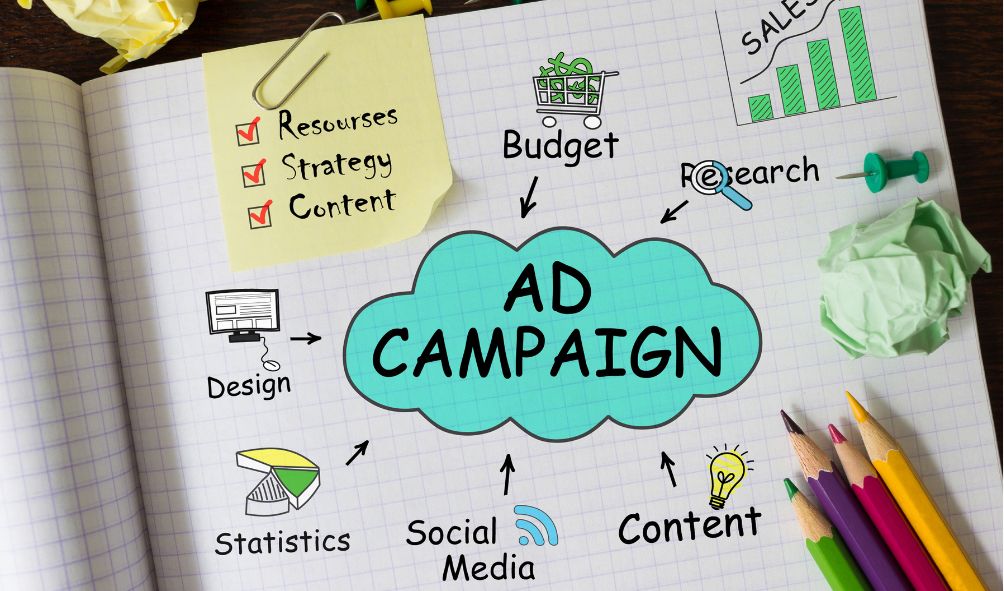 Resourses
Strategy
Content
Budget
SALES
Research
AD
CAMPAIGN
Design
Statistics
Social
Media
Content